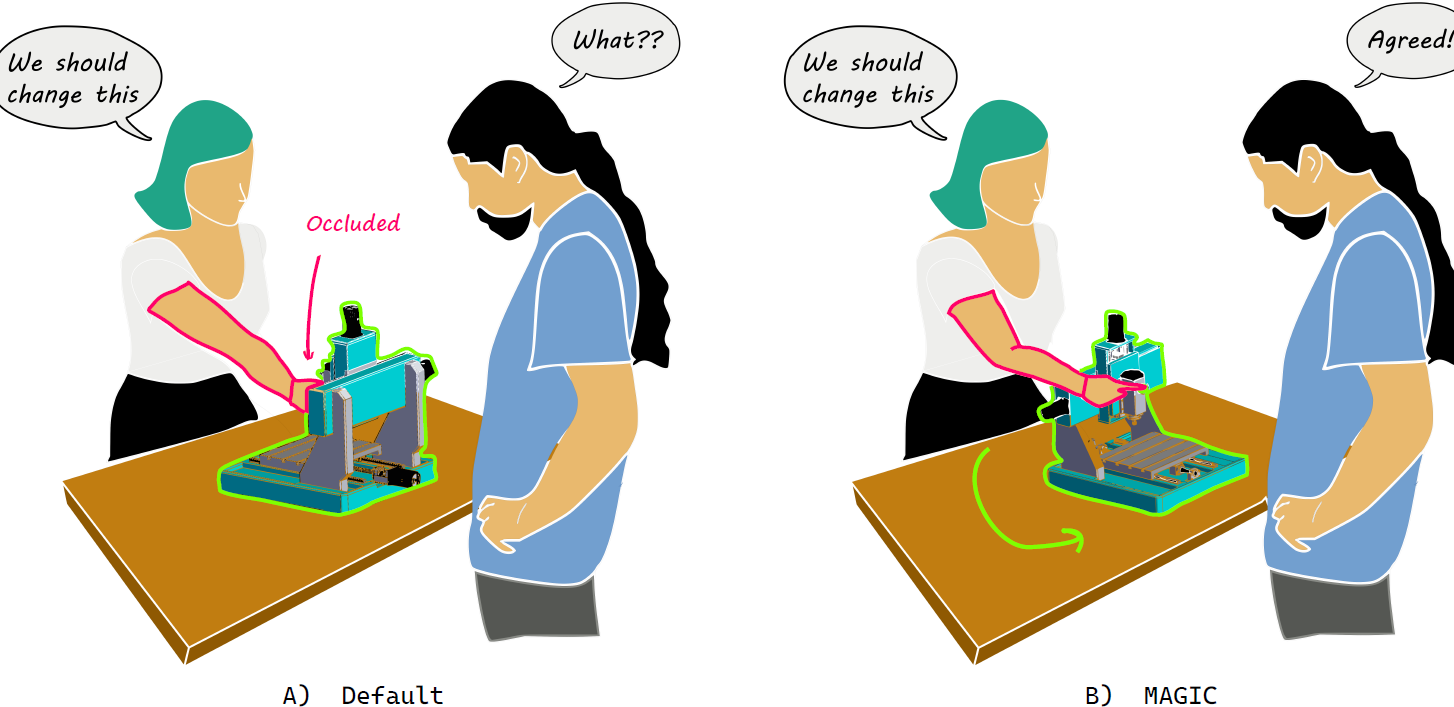 We should
change this
What??
Occluded
A) Default
We should
change this
Agreed!
B) MAGIC